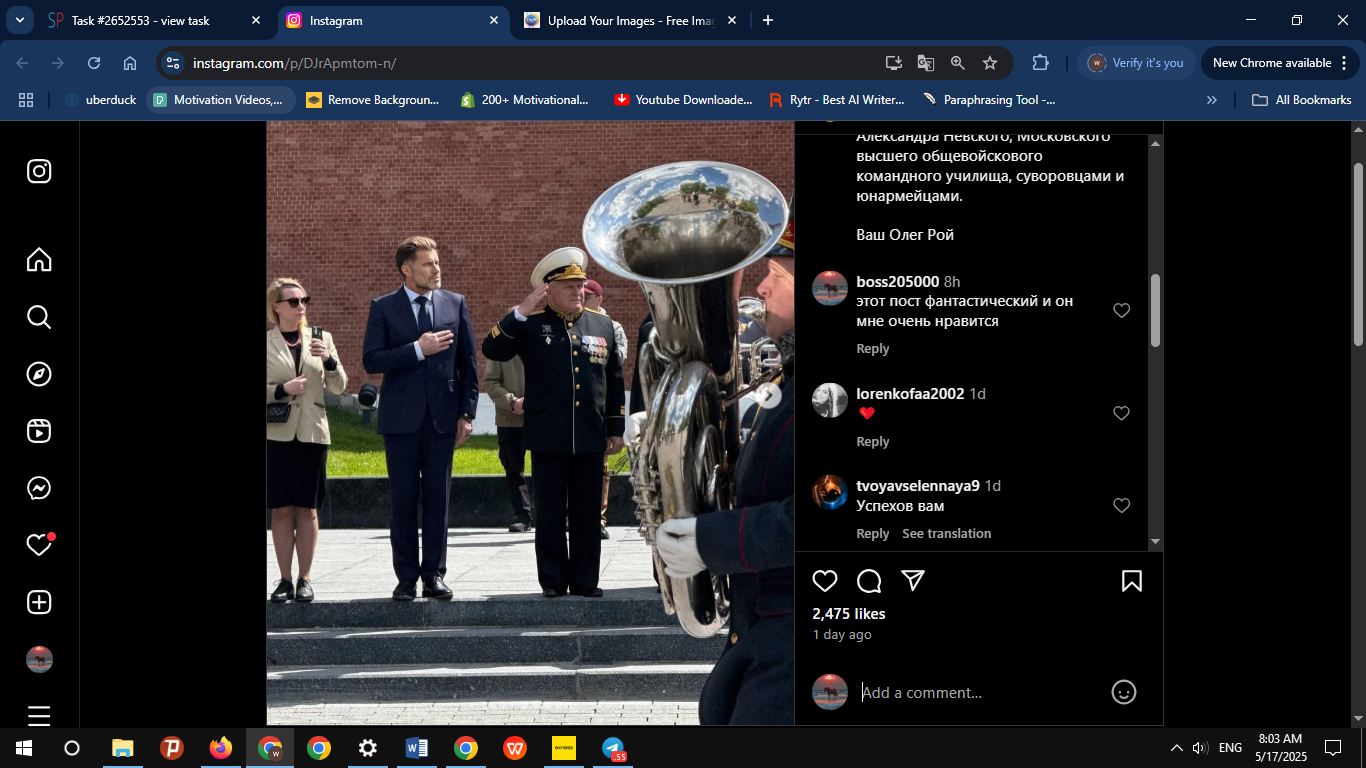 Task #2652553 - view task
Instagram
Upload Your Images - Free Imag
instagram.com/p/DJrApmtom-n/
Verify it's you
New Chrome available
uberduck
Motivation Videos,...
Remove Backgroun...
200+ Motivational...
Youtube Downloade...
Rytr - Best AI Writer...
Paraphrasing Tool -...
All Bookmarks
Александра Невского, Московского
высшего общевойскового
командного училища, суворовцами и
юнармейцами.
Ваш Олег Рой
boss205000 8h
этот пост фантастический и он
мне очень нравится
Reply
lorenkofaa2002 1d
❤️
Reply
tvoyavselennaya9 1d
Успехов вам
Reply See translation
2,475 likes
1 day ago
Add a comment...
exness
.55
ENG
8:03 AM
5/17/2025